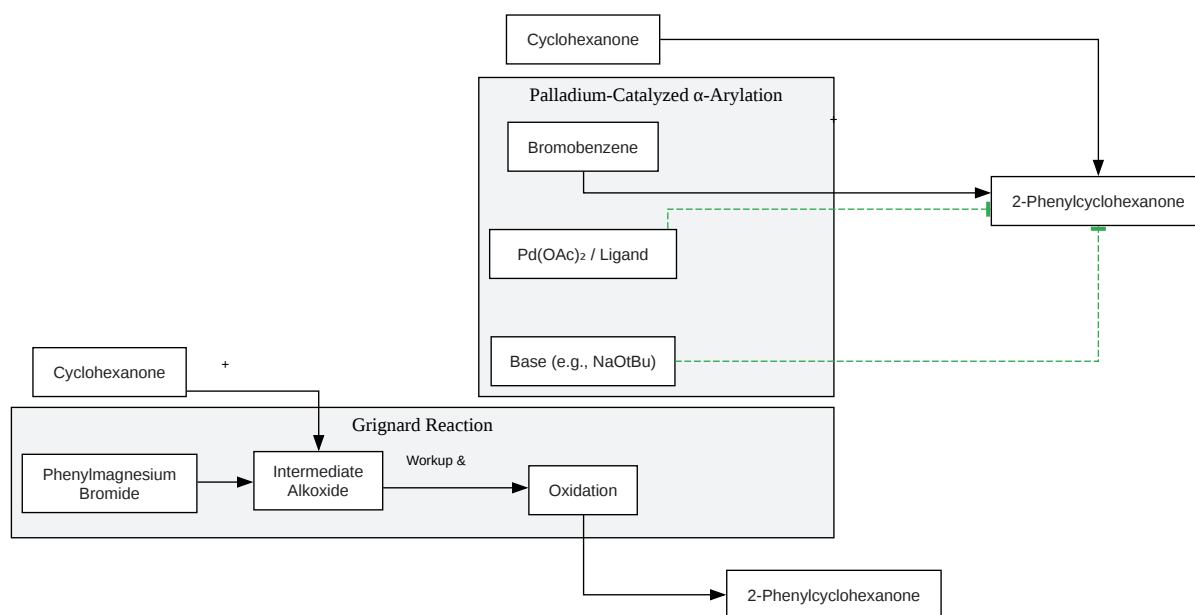 Cyclohexanone
Palladium-Catalyzed α-Arylation
+
Bromobenzene
2-Phenylcyclohexanone
Pd(OAc)₂ / Ligand
Base (e.g., NaOtBu)
Cyclohexanone
+
Grignard Reaction
Phenylmagnesium
Bromide
Intermediate
Alkoxide
Workup &
Oxidation
2-Phenylcyclohexanone